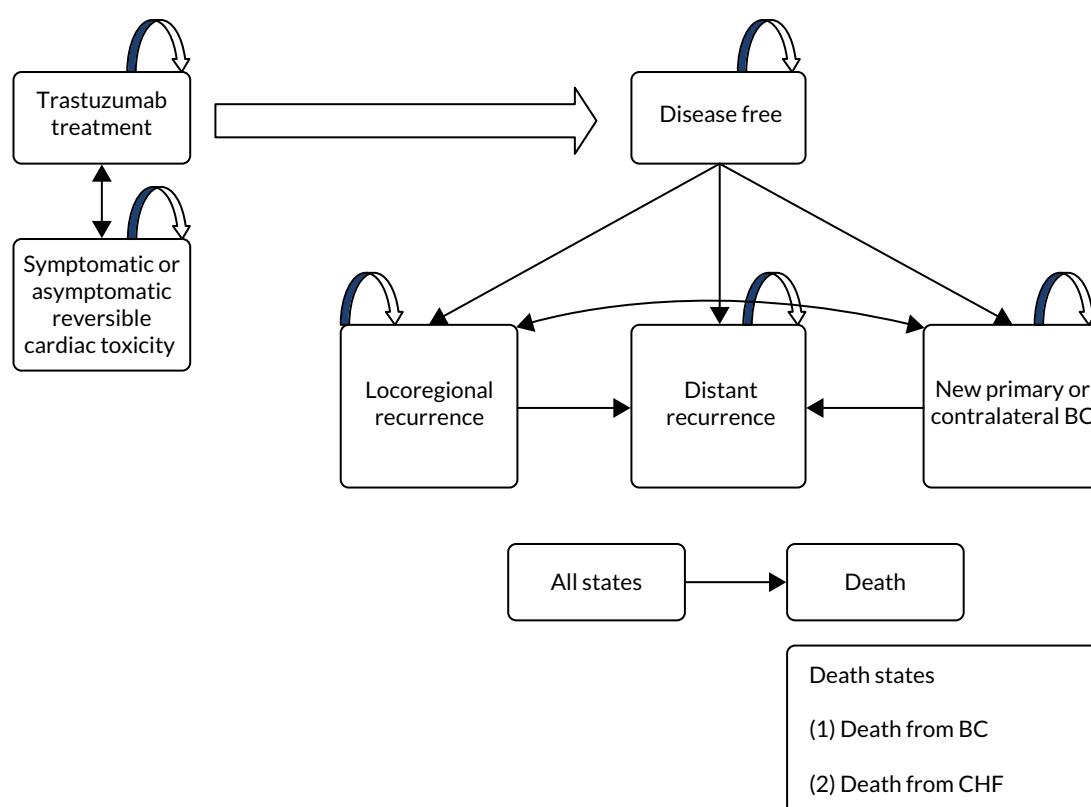 Trastuzumab
treatment
Disease free
Symptomatic or
asymptomatic
reversible
cardiac toxicity
Locoregional
recurrence
Distant
recurrence
New primary or
contralateral BC
All states
Death
Death states
(1) Death from BC
(2) Death from CHF